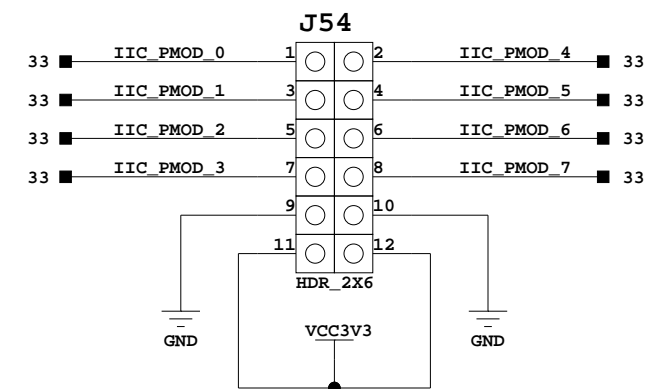 J54
33 IIC_PMOD_0 1 2 IIC_PMOD_4 33
33 IIC_PMOD_1 3 4 IIC_PMOD_5 33
33 IIC_PMOD_2 5 6 IIC_PMOD_6 33
33 IIC_PMOD_3 7 8 IIC_PMOD_7 33
9 10
11 12
HDR_2X6
VCC3V3
GND GND